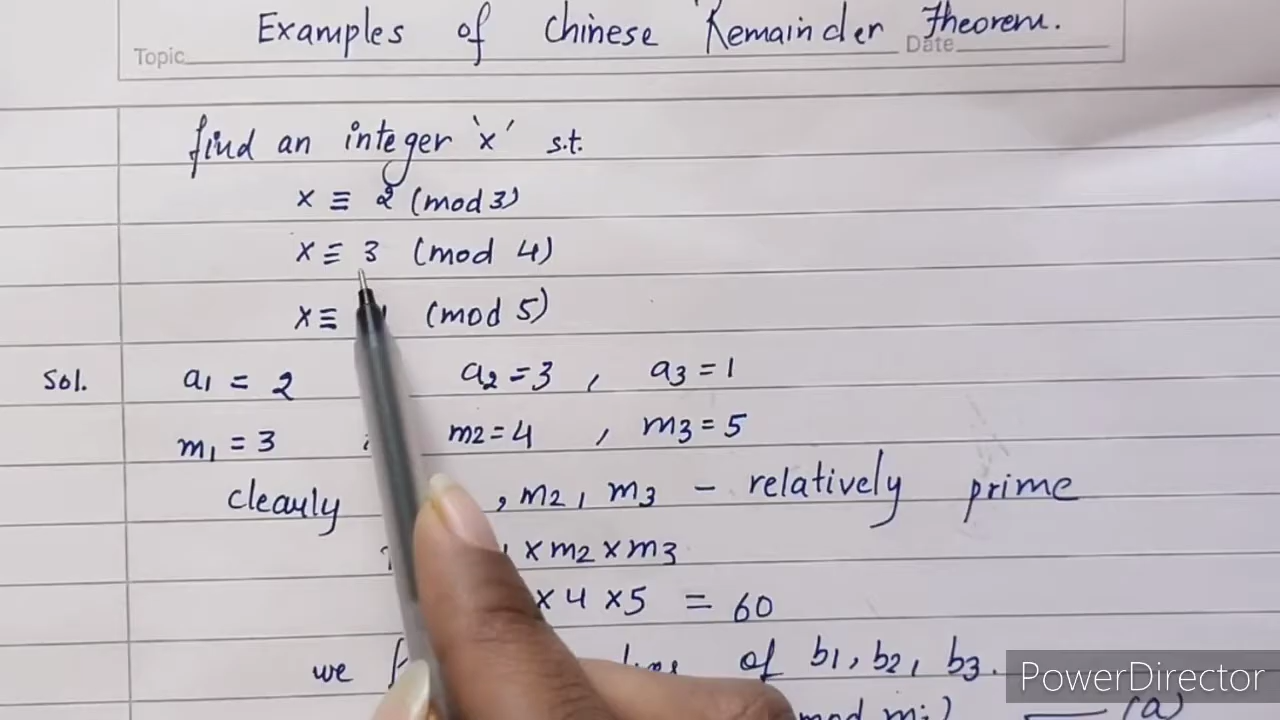 Examples of Chinese Remainder Theorem.
Topic Date
find an integer 'x' s.t.
x ≡ 2 (mod 3)
x ≡ 3 (mod 4)
x ≡ (mod 5)
Sol. a1 = 2 a2 = 3 , a3 = 1
m1 = 3 m2 = 4 , m3 = 5
clearly , m2, m3 - relatively prime
x m2 x m3
x 4 x 5 = 60
we of b1, b2, b3.
PowerDirector
mod mi) — (a)